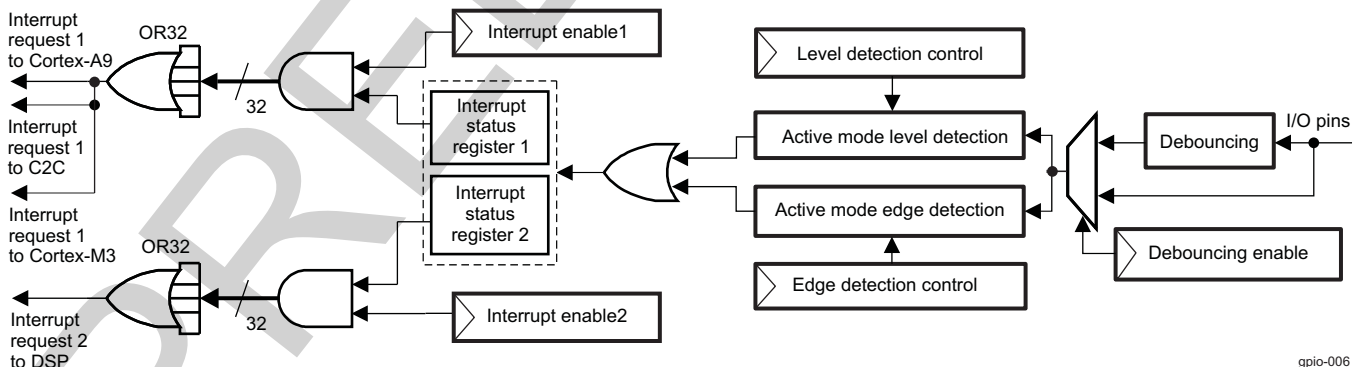 Interrupt
request 1
to Cortex-A9
OR32
32
Interrupt enable1
Interrupt
request 1
to C2C
Interrupt
request 1
to Cortex-M3
Interrupt
status
register 1
Interrupt
status
register 2
OR32
32
Interrupt
request 2
to DSP
Interrupt enable2
Level detection control
Active mode level detection
Active mode edge detection
Edge detection control
Debouncing
I/O pins
Debouncing enable
gpio-006
PREL